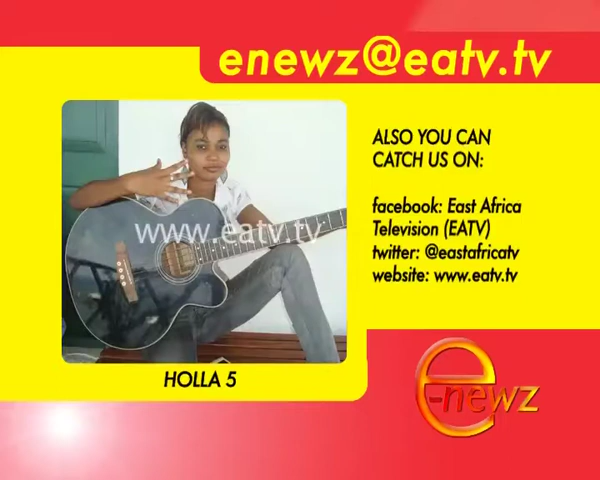 enewz@eatv.tv
ALSO YOU CAN
CATCH US ON:
facebook: East Africa
Television (EATV)
twitter: @eastafricatv
website: www.eatv.tv
www.eatv.tv
HOLLA 5
e-newz